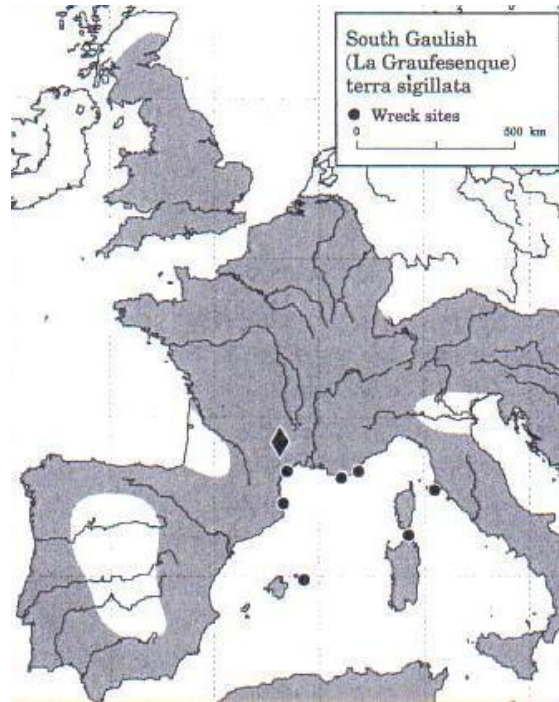 South Gaulish
(La Graufesenque)
terra sigillata
Wreck sites
0 500 km